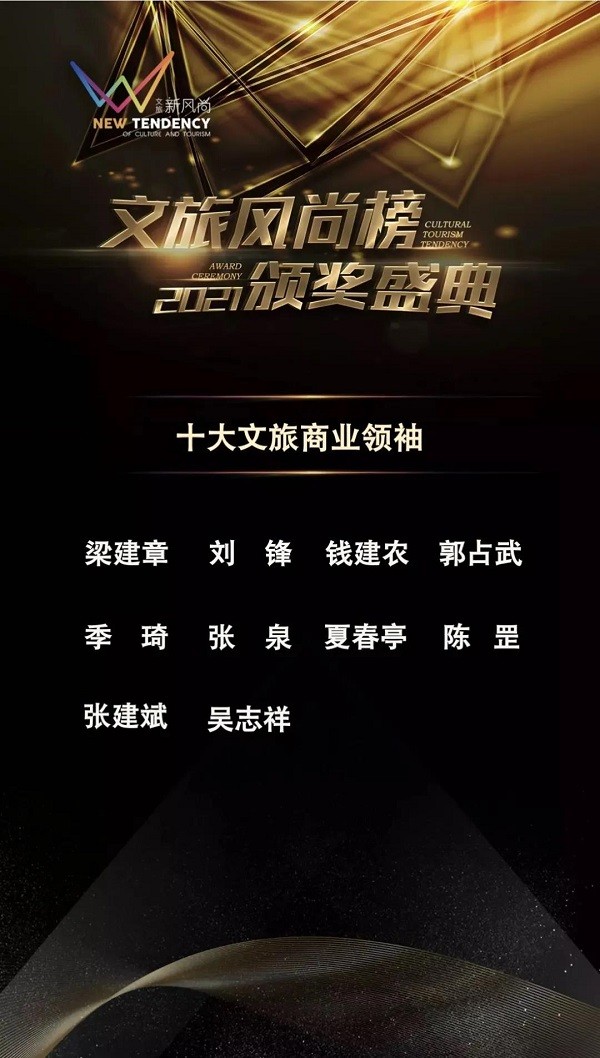 文旅新风尚
NEW TENDENCY
OF CULTURE AND TOURISM
文旅风尚榜
CULTURAL
TOURISM
TENDENCY
AWARD
CEREMONY
2021颁奖盛典
十大文旅商业领袖
梁建章 刘 锋 钱建农 郭占武
季 琦 张 泉 夏春亭 陈 罡
张建斌 吴志祥